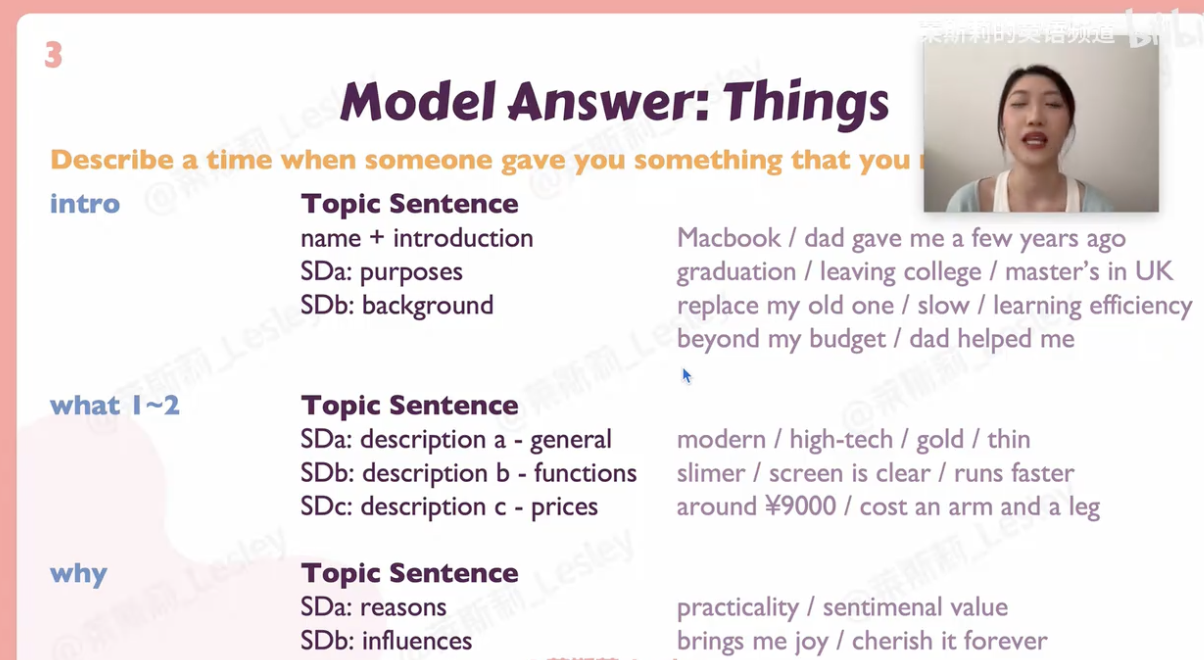 莱斯莉的英语频道 bilibili
3
Model Answer: Things
Describe a time when someone gave you something that you
intro
Topic Sentence
name + introduction
Macbook / dad gave me a few years ago
SDa: purposes
graduation / leaving college / master's in UK
SDb: background
replace my old one / slow / learning efficiency
beyond my budget / dad helped me
what 1~2
Topic Sentence
SDa: description a - general
modern / high-tech / gold / thin
SDb: description b - functions
slimer / screen is clear / runs faster
SDc: description c - prices
around ¥9000 / cost an arm and a leg
why
Topic Sentence
SDa: reasons
practicality / sentimenal value
SDb: influences
brings me joy / cherish it forever
@莱斯莉_Lesley